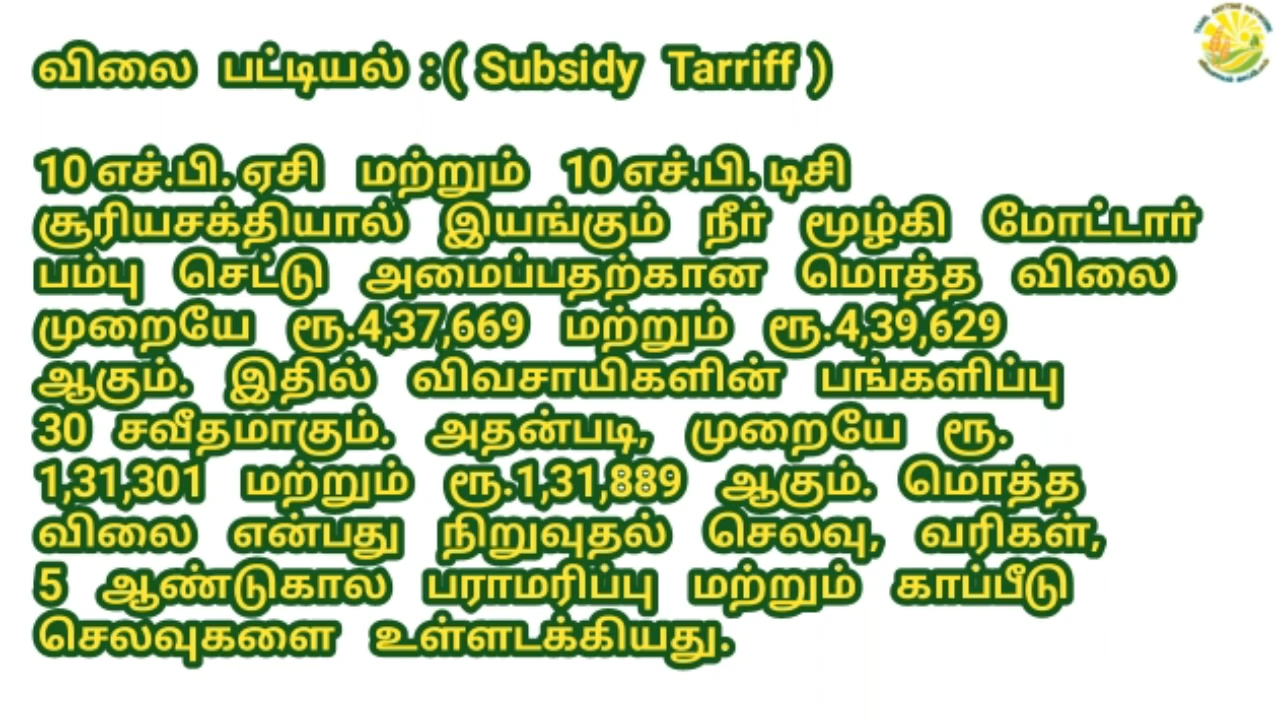 விலை பட்டியல் :( Subsidy Tarriff )
10 எச்.பி. ஏசி மற்றும் 10 எச்.பி. டிசி
சூரியசக்தியால் இயங்கும் நீர் மூழ்கி மோட்டார்
பம்பு செட்டு அமைப்பதற்கான மொத்த விலை
முறையே ரூ.4,37,669 மற்றும் ரூ.4,39,629
ஆகும். இதில் விவசாயிகளின் பங்களிப்பு
30 சவீதமாகும். அதன்படி, முறையே ரூ.
1,31,301 மற்றும் ரூ.1,31,889 ஆகும். மொத்த
விலை என்பது நிறுவுதல் செலவு, வரிகள்,
5 ஆண்டுகால பராமரிப்பு மற்றும் காப்பீடு
செலவுகளை உள்ளடக்கியது.